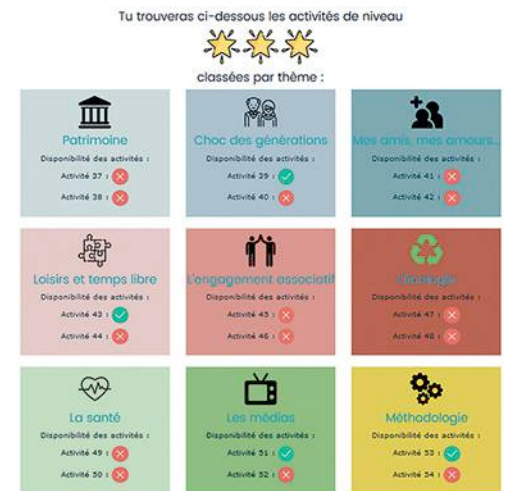 Tu trouveras ci-dessous les activités de niveau
classées par thème :
Patrimoine
Disponibilité des activités :
Activité 37 :
Activité 38 :
Choc des générations
Disponibilité des activités :
Activité 39 :
Activité 40 :
Mes amis, mes amours...
Disponibilité des activités :
Activité 41 :
Activité 42 :
Loisirs et temps libre
Disponibilité des activités :
Activité 43 :
Activité 44 :
L'engagement associatif
Disponibilité des activités :
Activité 45 :
Activité 46 :
L'écologie
Disponibilité des activités :
Activité 47 :
Activité 48 :
La santé
Disponibilité des activités :
Activité 49 :
Activité 50 :
Les médias
Disponibilité des activités :
Activité 51 :
Activité 52 :
Méthodologie
Disponibilité des activités :
Activité 53 :
Activité 54 :